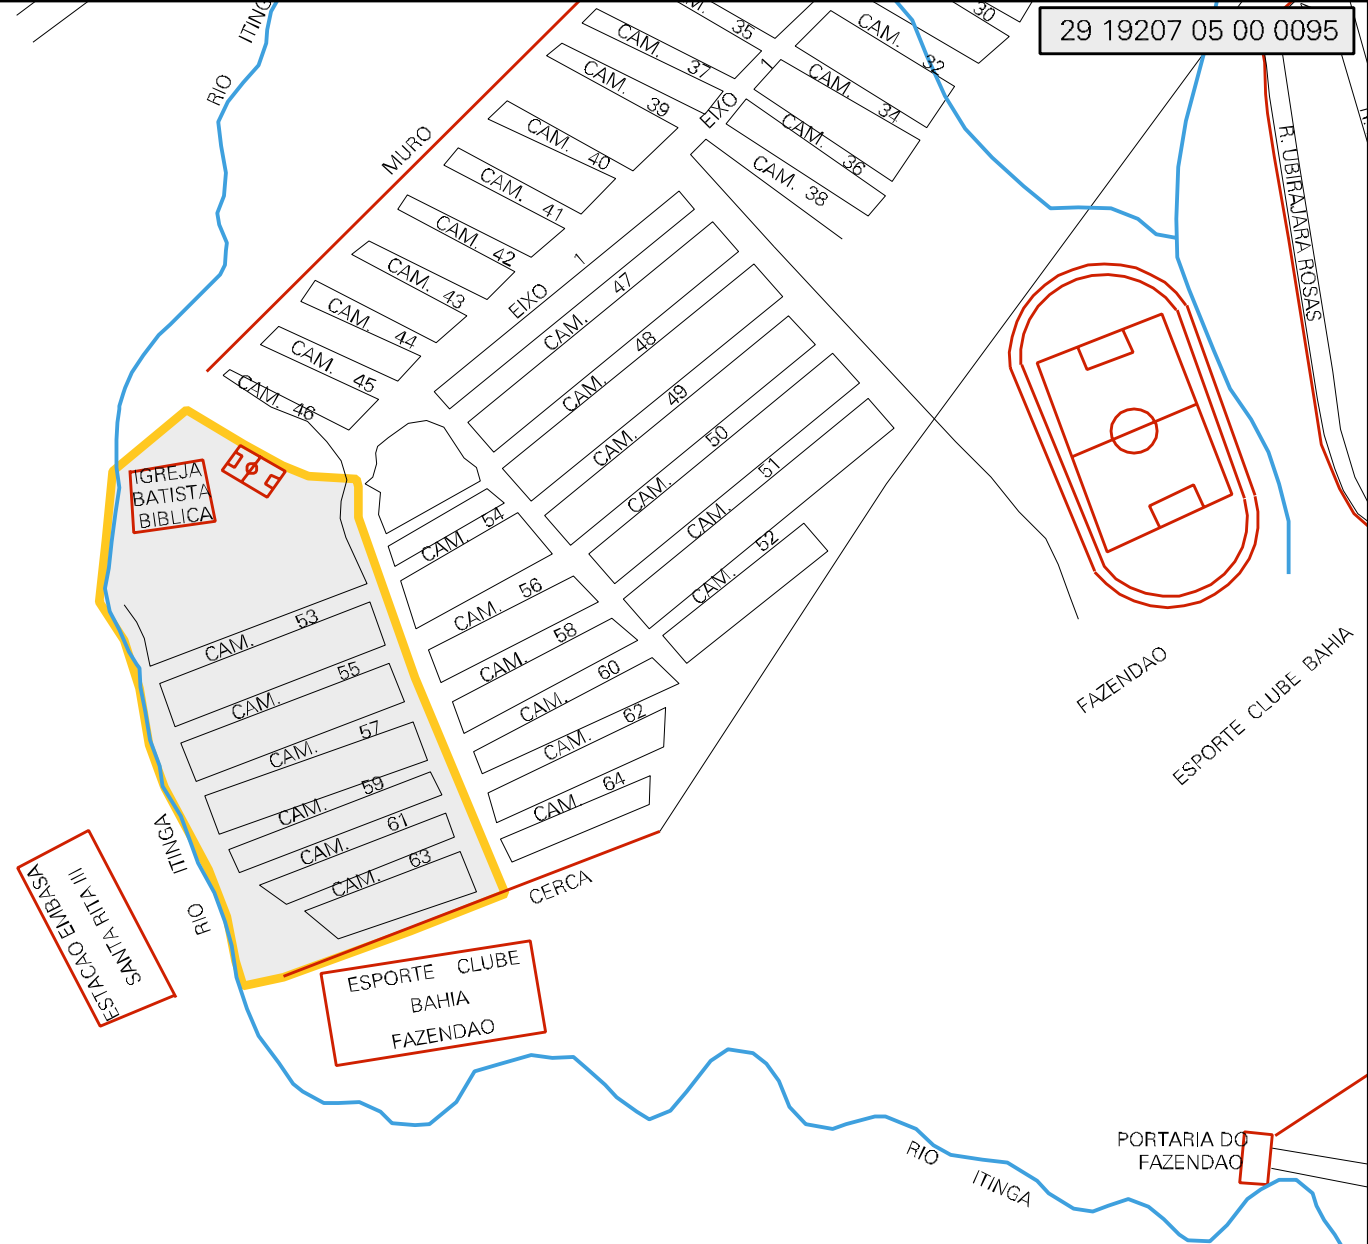 29 19207 05 00 0095
30
35
CAM. 32
CAM. 37
CAM. 34
CAM. 39
EIXO 1
CAM. 36
CAM. 40
CAM. 38
RIO
MURO
CAM. 41
CAM. 42
CAM. 43
CAM. 44
CAM. 45
CAM. 46
EIXO 1
R. UBIRAJARA ROSAS
CAM. 47
CAM. 48
CAM. 49
CAM. 50
CAM. 51
CAM. 52
IGREJA
BATISTA
BIBLICA
CAM. 54
CAM. 56
CAM. 58
CAM. 60
CAM. 62
CAM 64
CAM. 53
CAM. 55
CAM. 57
CAM. 59
CAM. 61
CAM. 63
FAZENDAO
ESPORTE CLUBE BAHIA
RIO ITINGA
ESTACAO EMBASA
SANTA RITA III
CERCA
ESPORTE CLUBE
BAHIA
FAZENDAO
RIO ITINGA
PORTARIA DO
FAZENDAO